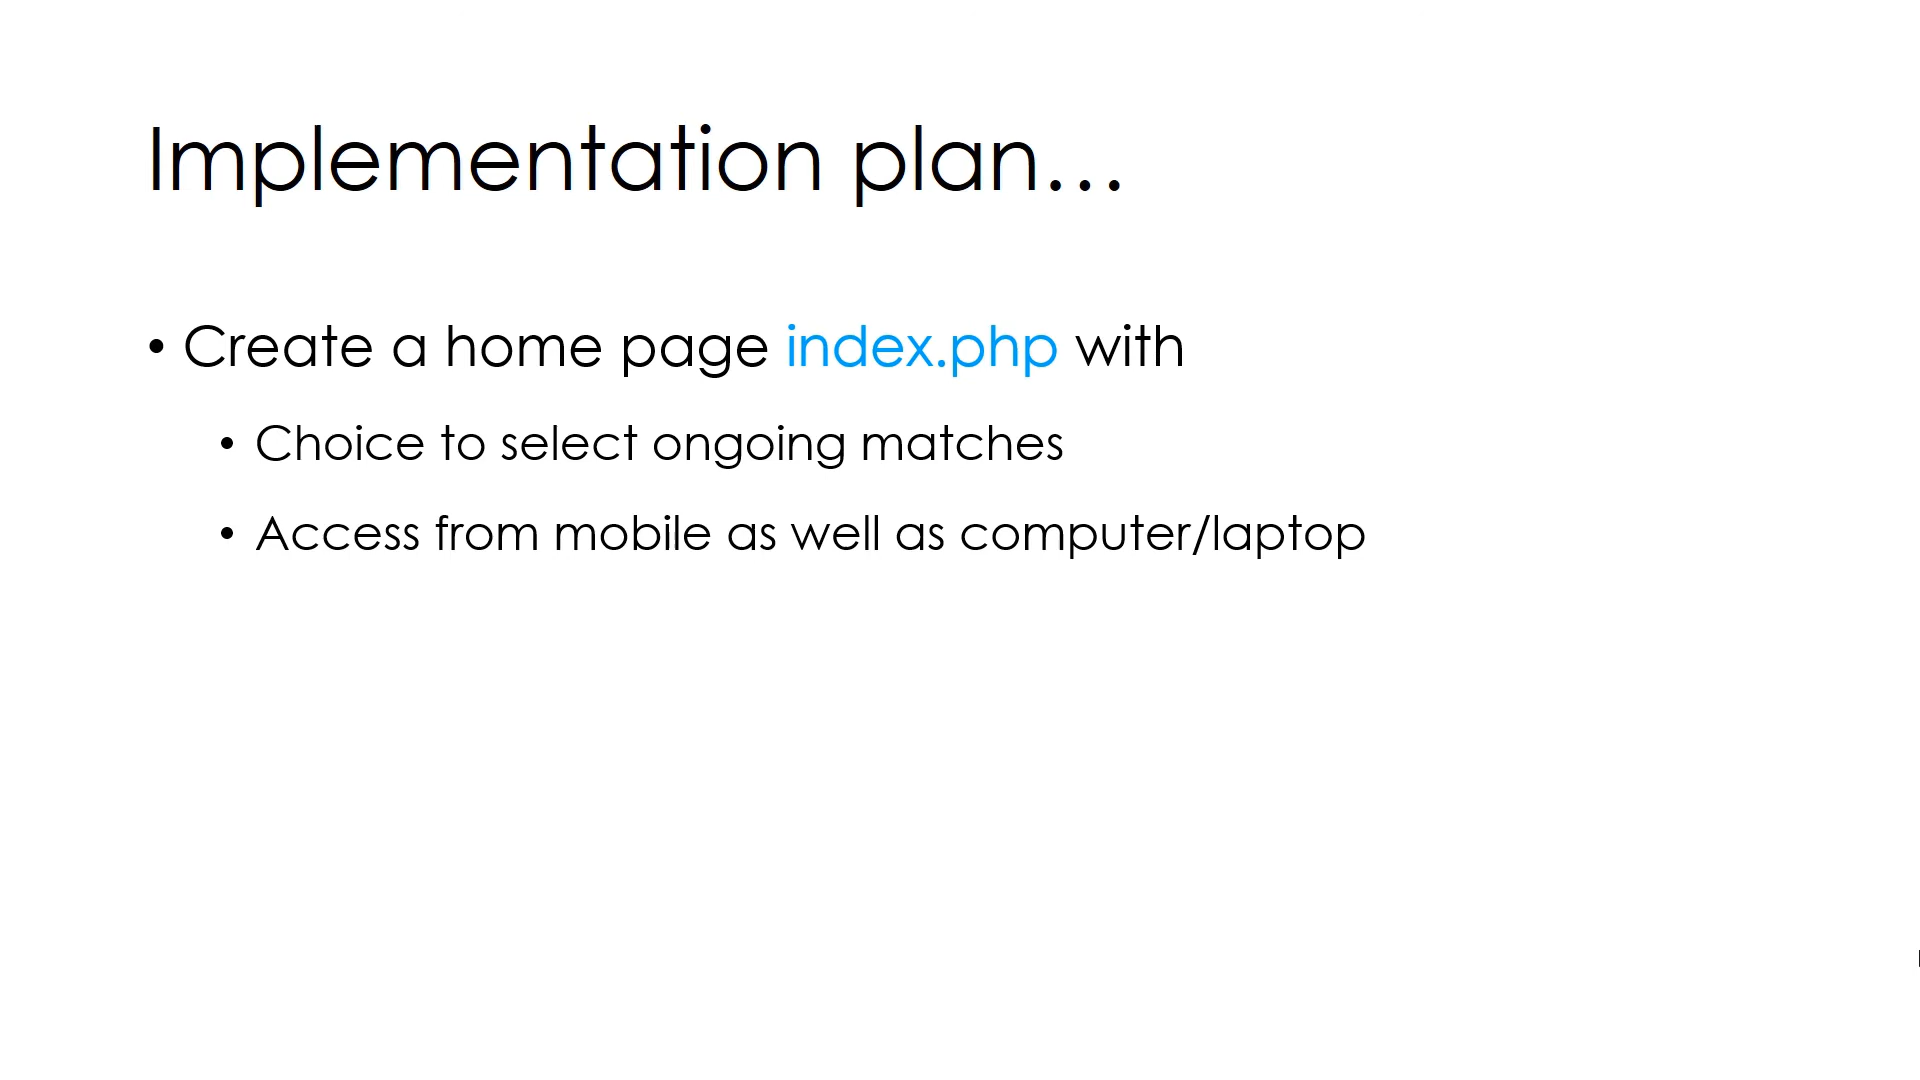 Implementation plan...
• Create a home page index.php with
• Choice to select ongoing matches
• Access from mobile as well as computer/laptop